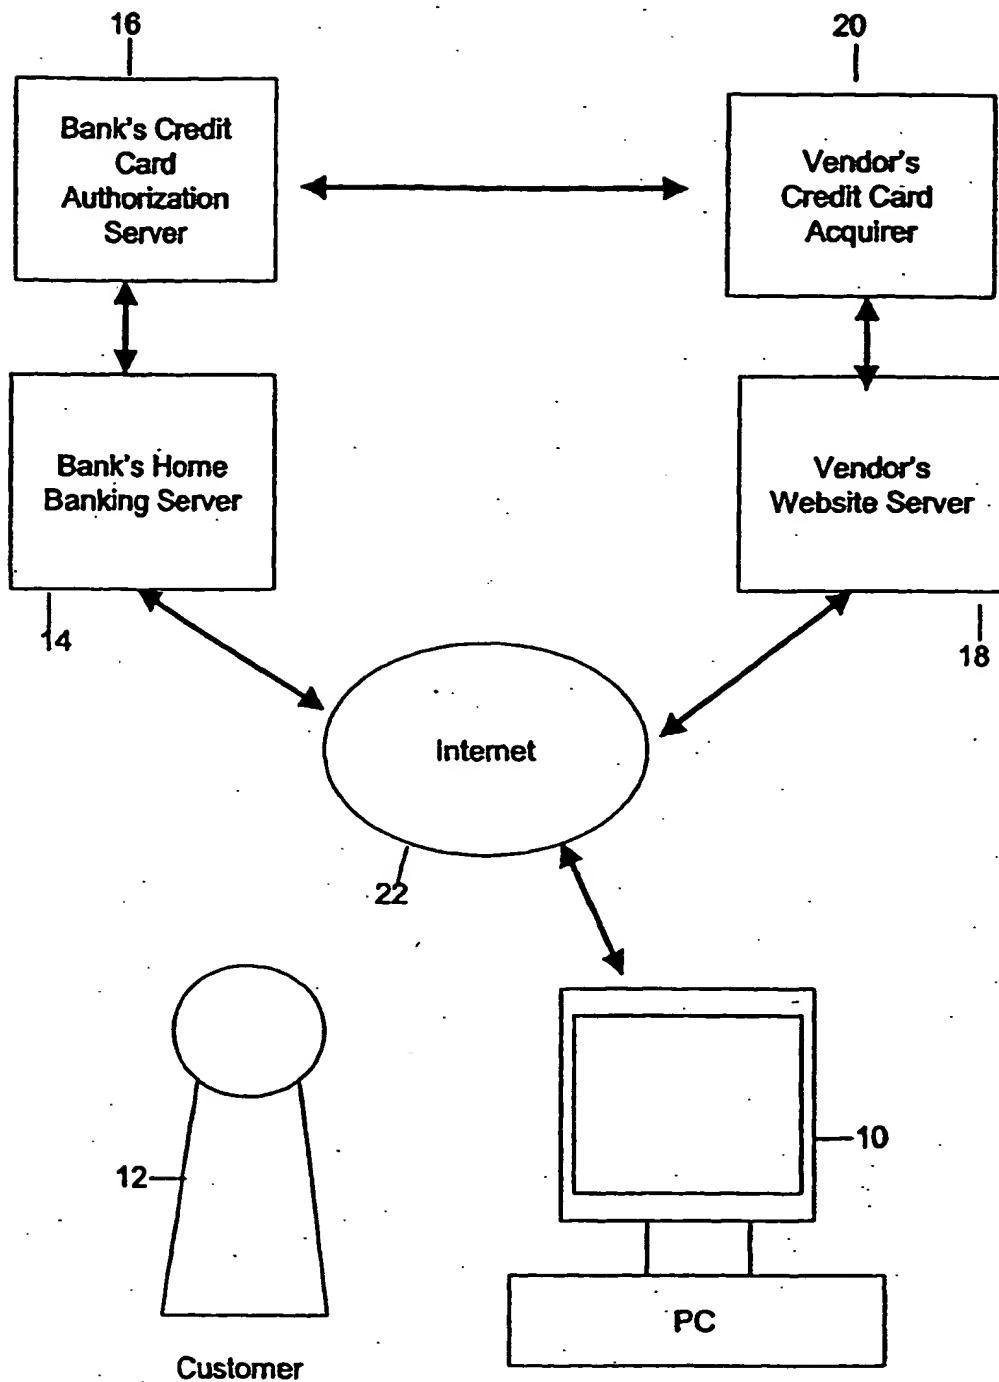 16
20
Bank's Credit
Card
Authorization
Server
Vendor's
Credit Card
Acquirer
Bank's Home
Banking Server
Vendor's
Website Server
14
18
Internet
22
12
10
PC
Customer